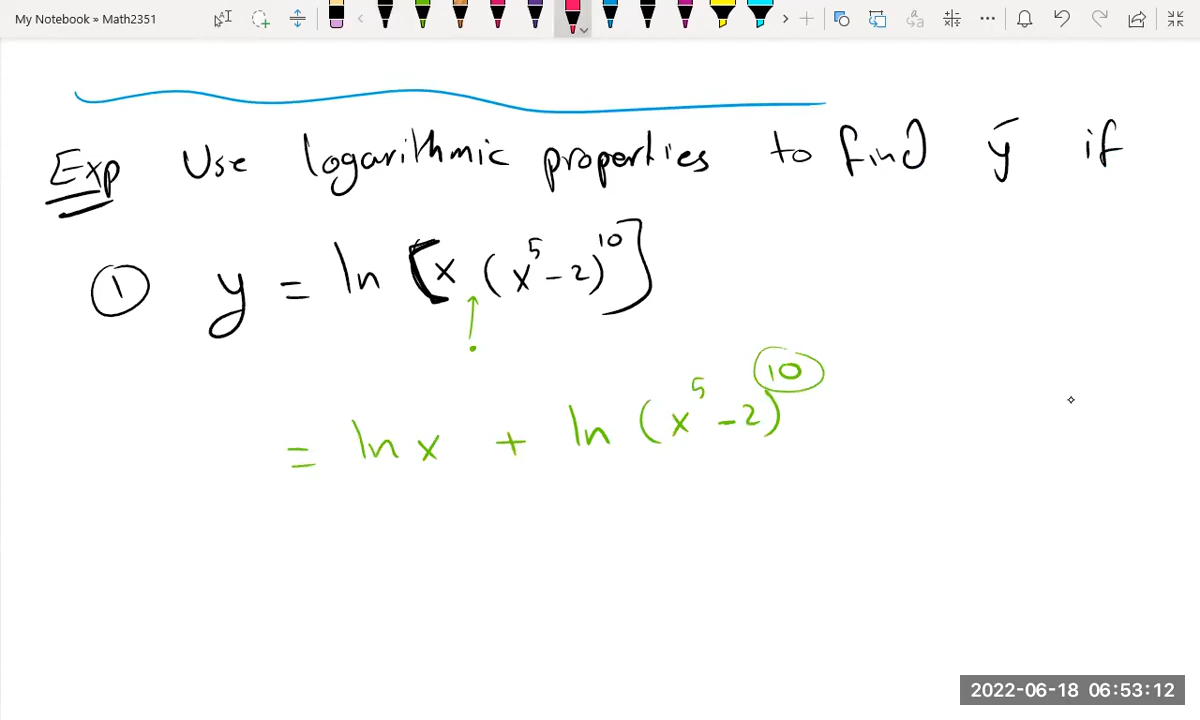 My Notebook » Math2351
Exp Use logarithmic properties to find ȳ if
① y = ln [x (x⁵ - 2)¹⁰]
= ln x + ln (x⁵ - 2)¹⁰
2022-06-18 06:53:12